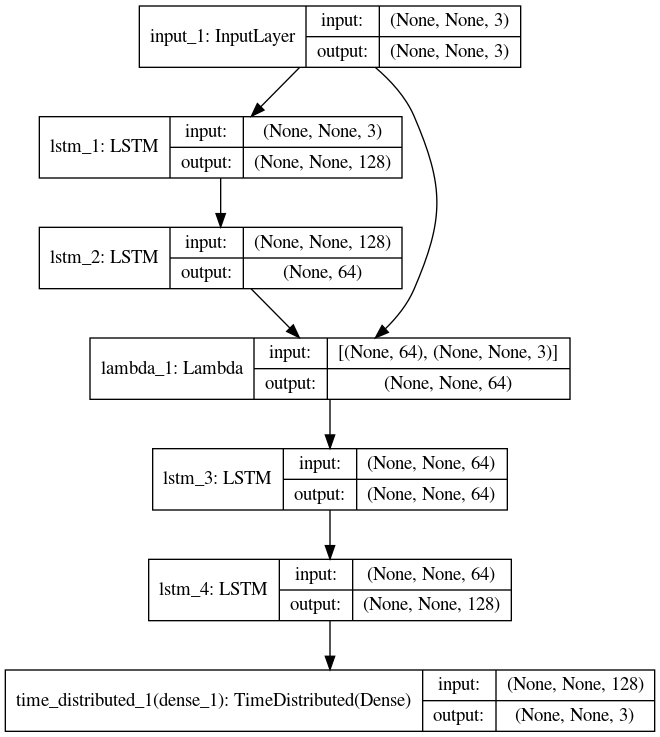 input_1: InputLayer
input:
(None, None, 3)
output:
(None, None, 3)
lstm_1: LSTM
input:
(None, None, 3)
output:
(None, None, 128)
lstm_2: LSTM
input:
(None, None, 128)
output:
(None, 64)
lambda_1: Lambda
input:
[(None, 64), (None, None, 3)]
output:
(None, None, 64)
lstm_3: LSTM
input:
(None, None, 64)
output:
(None, None, 64)
lstm_4: LSTM
input:
(None, None, 64)
output:
(None, None, 128)
time_distributed_1(dense_1): TimeDistributed(Dense)
input:
(None, None, 128)
output:
(None, None, 3)